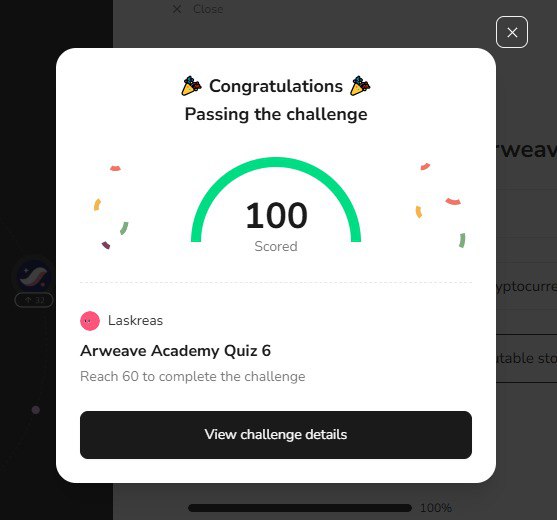 Close
Congratulations
Passing the challenge
rweav
100
Scored
32
yptocurre
Laskreas
Arweave Academy Quiz 6
table sto
Reach 60 to complete the challenge
View challenge details
100%